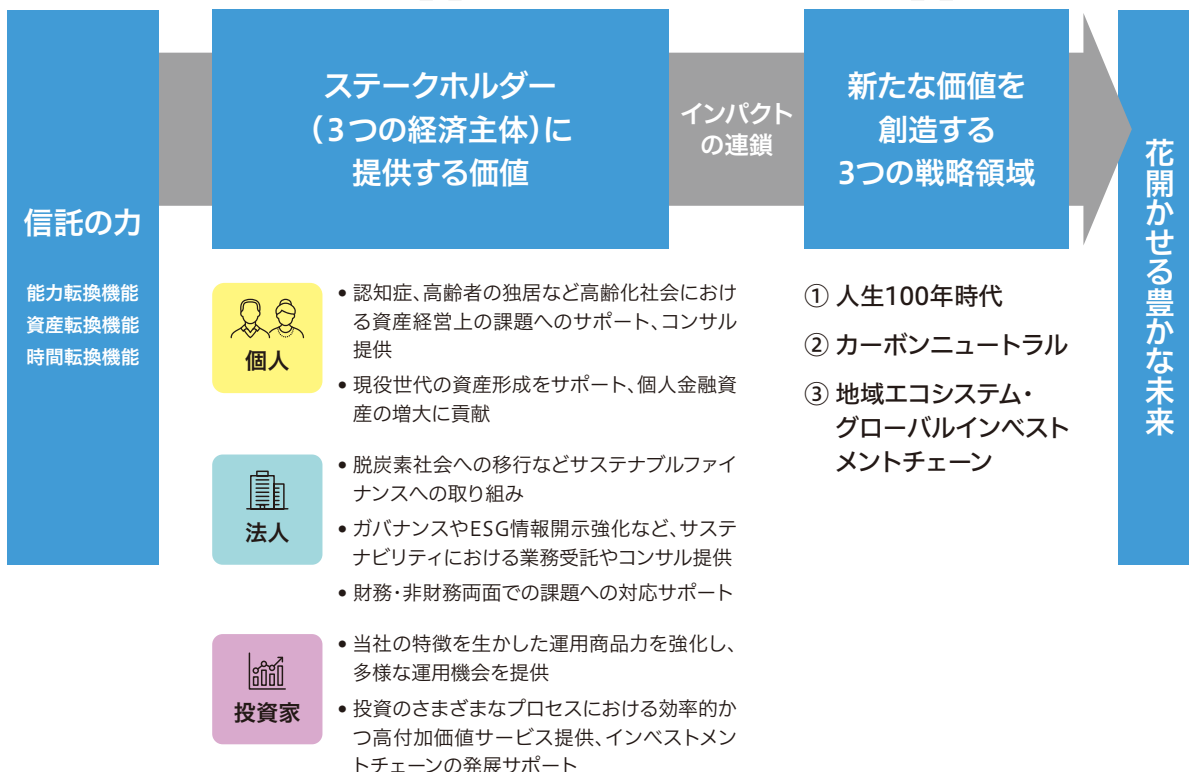 信託の力
能力転換機能
資産転換機能
時間転換機能
ステークホルダー
（3つの経済主体）に
提供する価値
個人
• 認知症、高齢者の独居など高齢化社会におけ
る資産経営上の課題へのサポート、コンサル
提供
• 現役世代の資産形成をサポート、個人金融資
産の増大に貢献
法人
• 脱炭素社会への移行などサステナブルファイ
ナンスへの取り組み
• ガバナンスやESG情報開示強化など、サステ
ナビリティにおける業務受託やコンサル提供
• 財務・非財務両面での課題への対応サポート
投資家
• 当社の特徴を生かした運用商品力を強化し、
多様な運用機会を提供
• 投資のさまざまなプロセスにおける効率的か
つ高付加価値サービス提供、インベストメン
トチェーンの発展サポート
インパクト
の連鎖
新たな価値を
創造する
3つの戦略領域
① 人生100年時代
② カーボンニュートラル
③ 地域エコシステム・
グローバルインベスト
メントチェーン
花開かせる豊かな未来